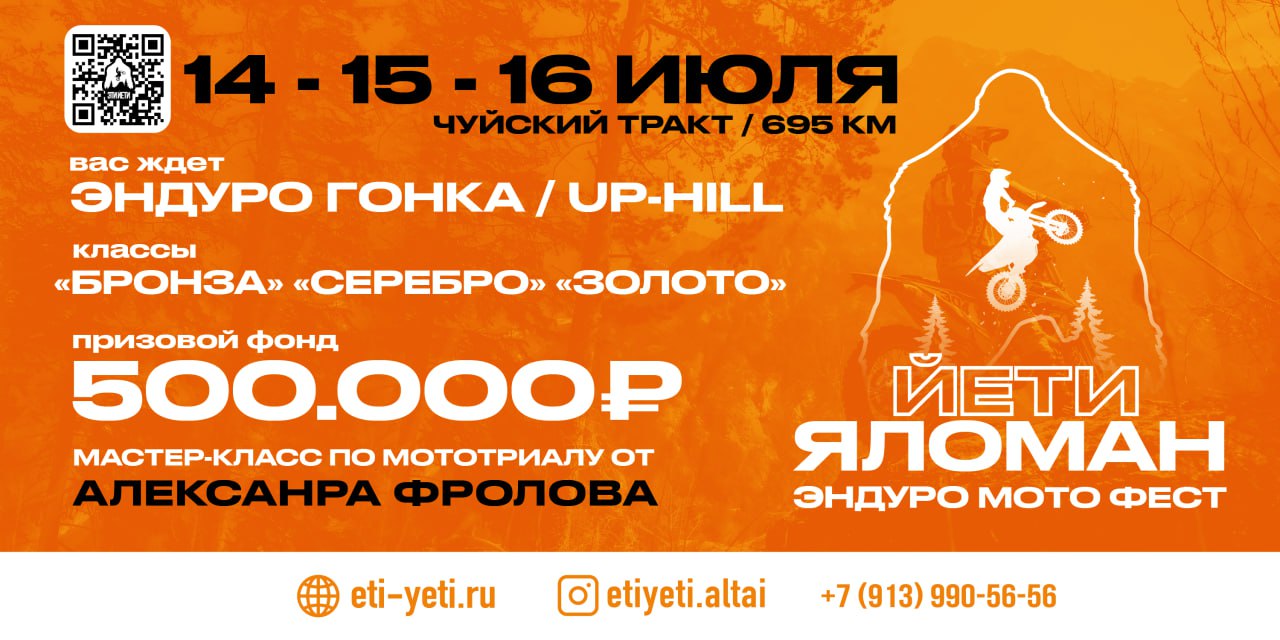 14 - 15 - 16 ИЮЛЯ
ЧУЙСКИЙ ТРАКТ / 695 КМ
вас ждет
ЭНДУРО ГОНКА / UP-HILL
классы
«БРОНЗА» «СЕРЕБРО» «ЗОЛОТО»
призовой фонд
500.000₽
МАСТЕР-КЛАСС ПО МОТОТРИАЛУ ОТ
АЛЕКСАНРА ФРОЛОВА
ЙЕТИ
ЯЛОМАН
ЭНДУРО МОТО ФЕСТ
eti-yeti.ru
etiyeti.altai
+7 (913) 990-56-56